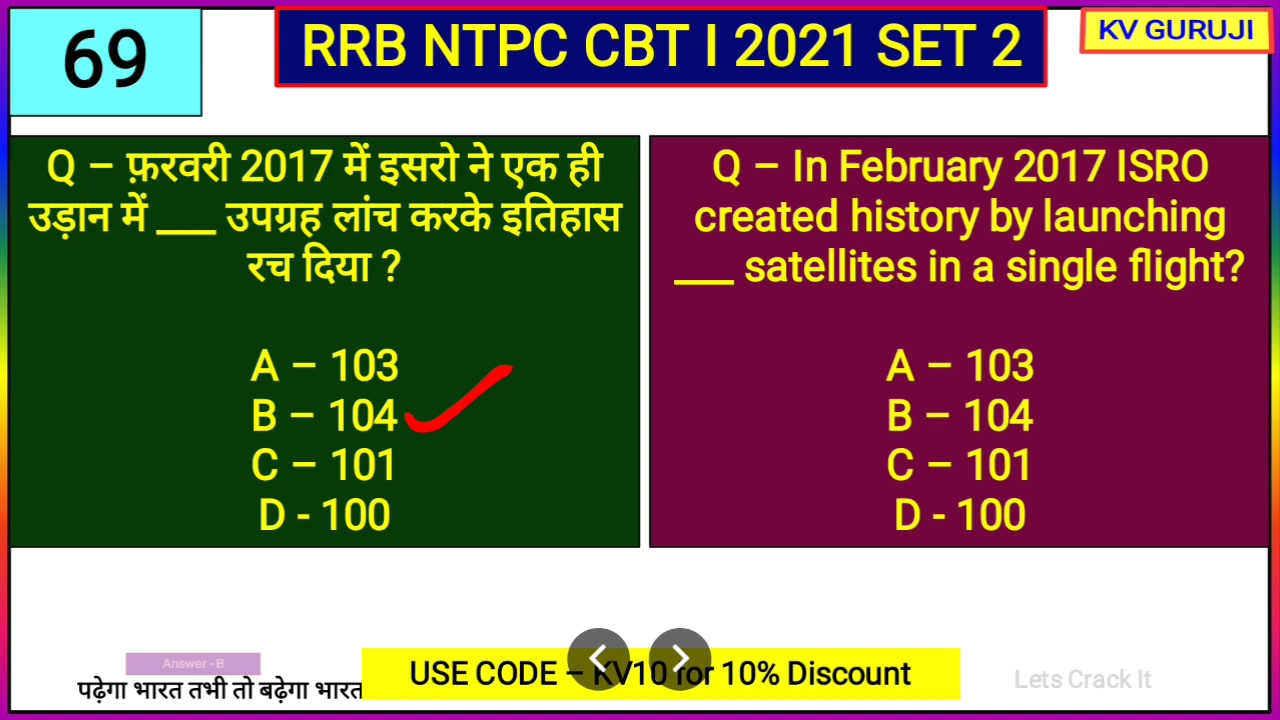 69
RRB NTPC CBT I 2021 SET 2
KV GURUJI
Q – फ़रवरी 2017 में इसरो ने एक ही
उड़ान में ___ उपग्रह लांच करके इतिहास
रच दिया ?
A – 103
B – 104
C – 101
D - 100
Q – In February 2017 ISRO
created history by launching
___ satellites in a single flight?
A – 103
B – 104
C – 101
D - 100
Answer - B
पढ़ेगा भारत तभी तो बढ़ेगा भारत
USE CODE – KV10 for 10% Discount
Lets Crack It